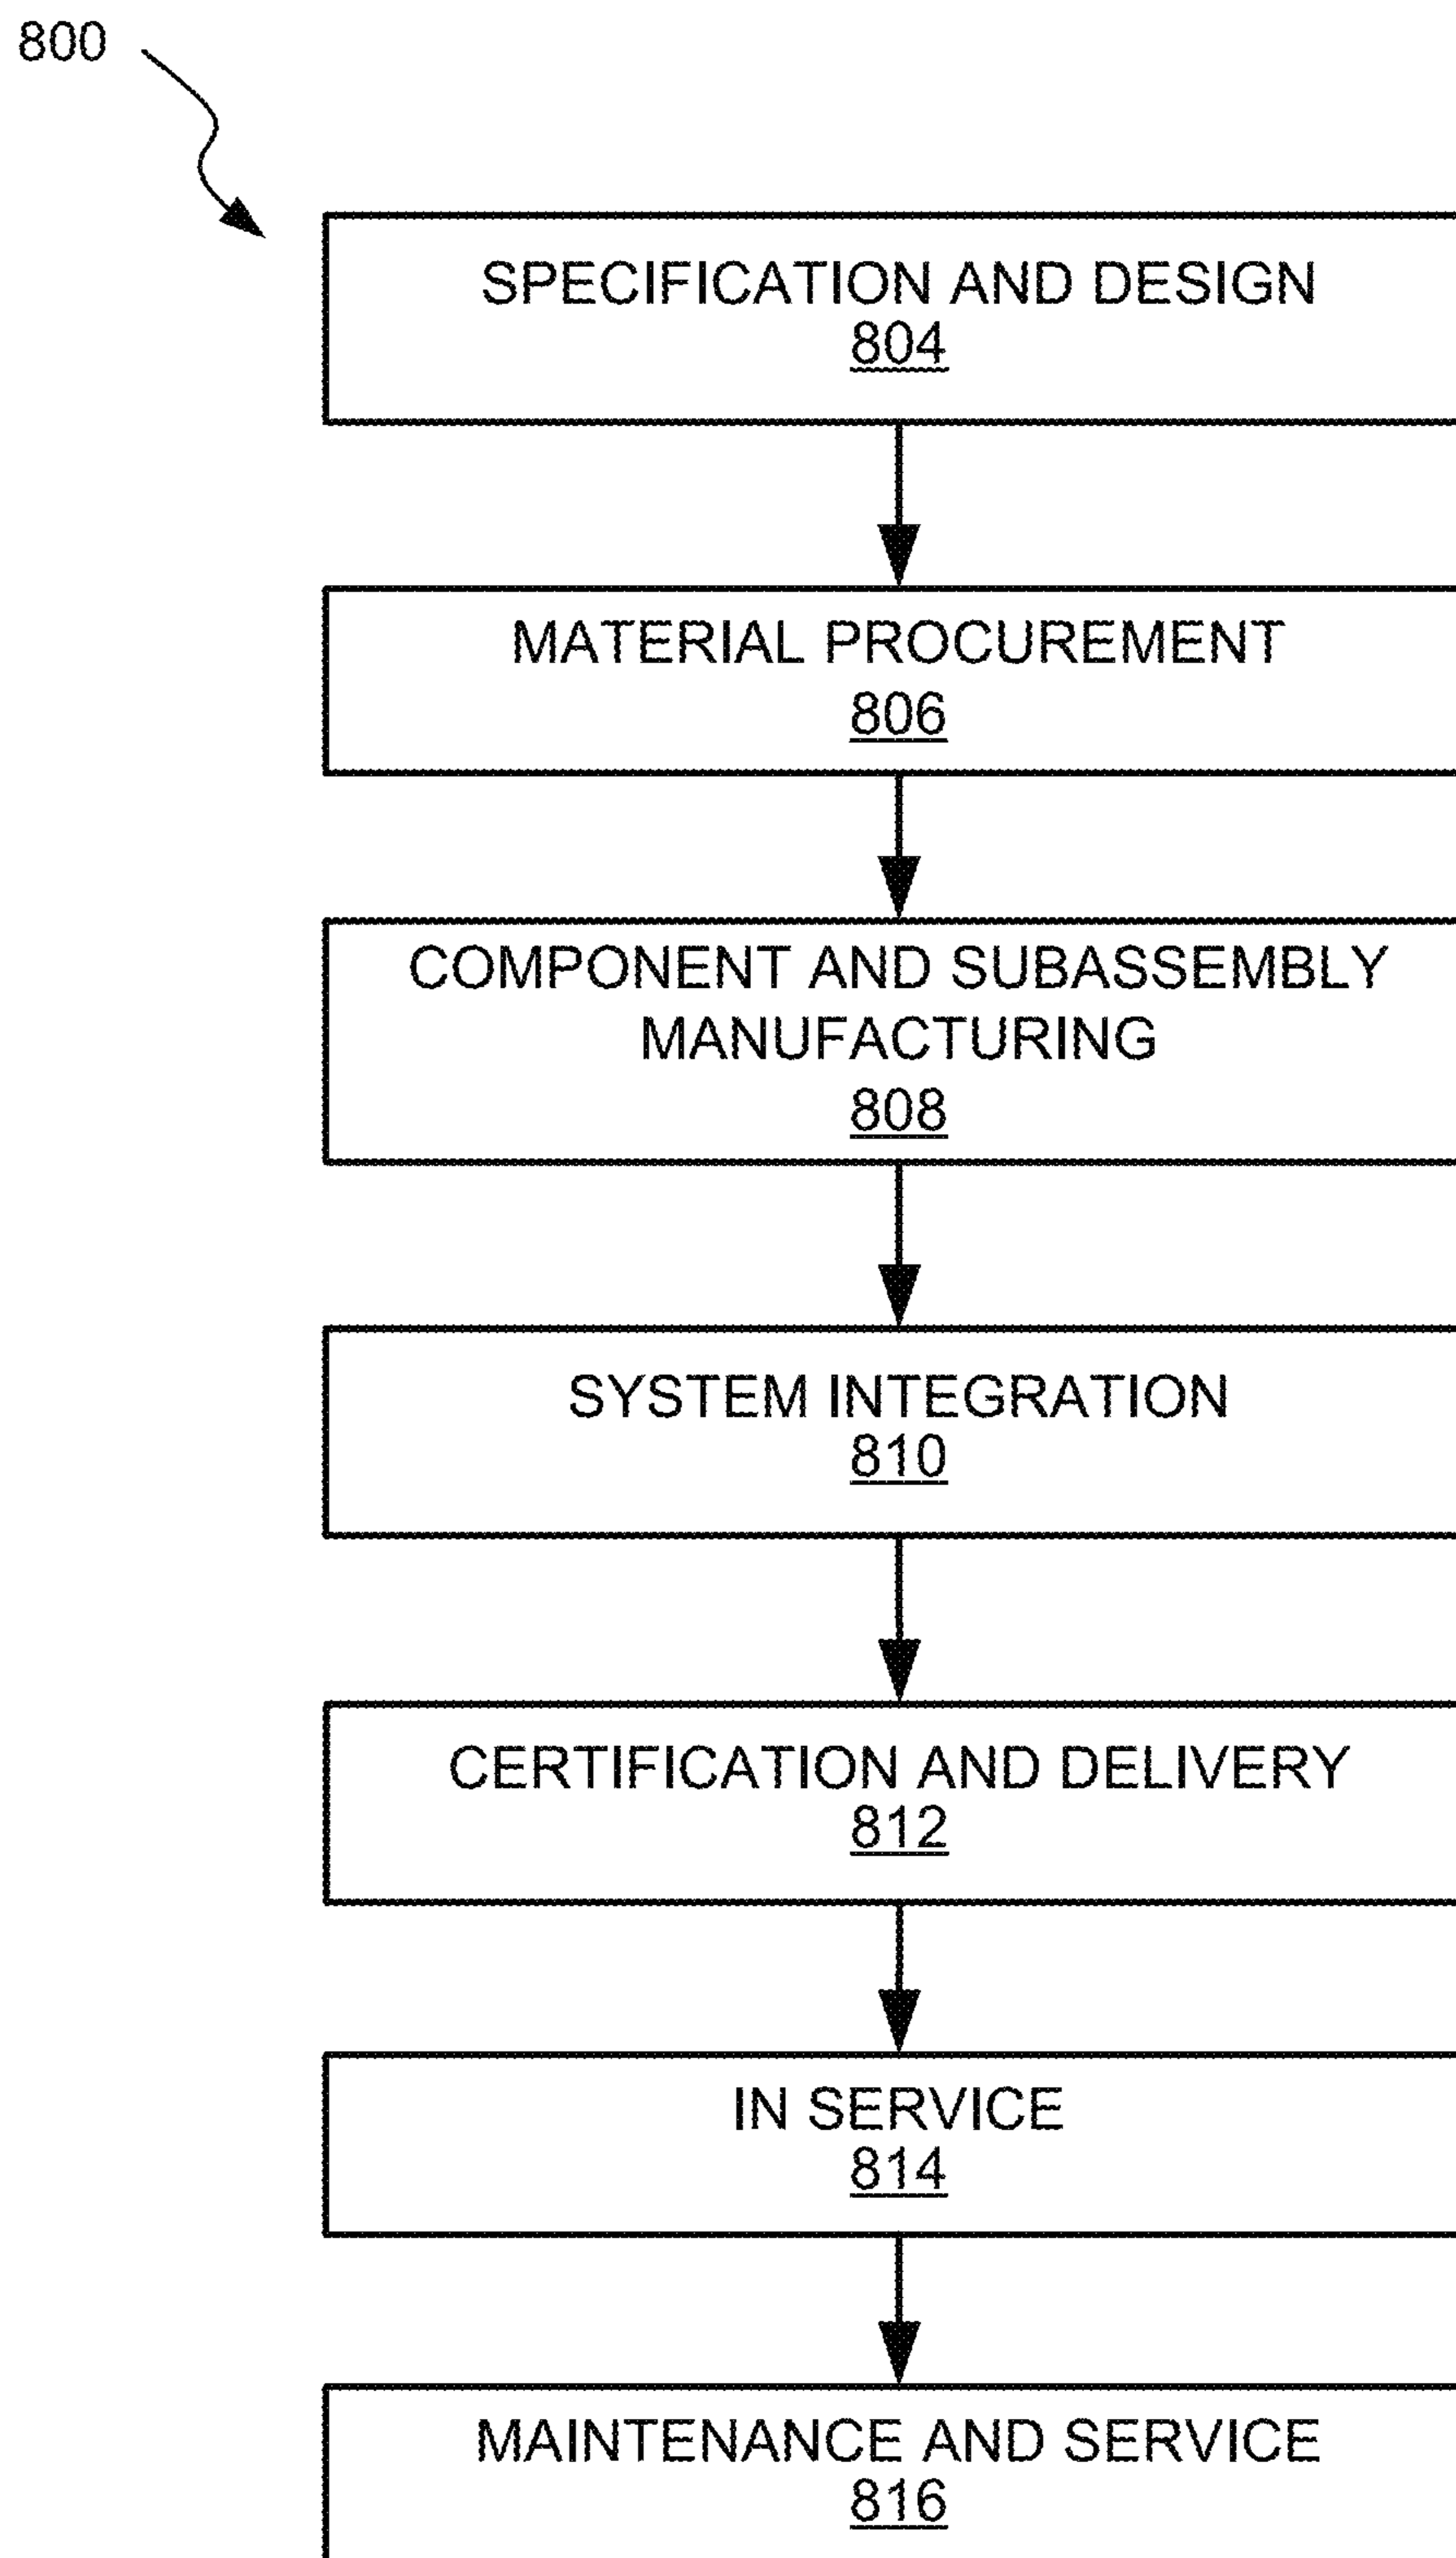 800
SPECIFICATION AND DESIGN
804
MATERIAL PROCUREMENT
806
COMPONENT AND SUBASSEMBLY
MANUFACTURING
808
SYSTEM INTEGRATION
810
CERTIFICATION AND DELIVERY
812
IN SERVICE
814
MAINTENANCE AND SERVICE
816